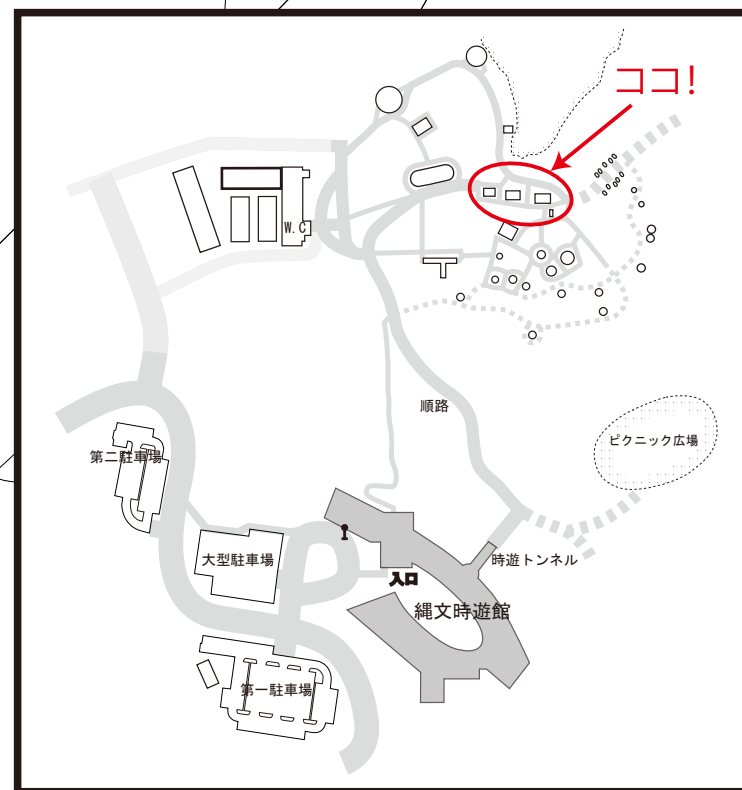 ココ!
W.C
順路
ピクニック広場
第二駐車場
大型駐車場
時遊トンネル
入口
縄文時遊館
第一駐車場